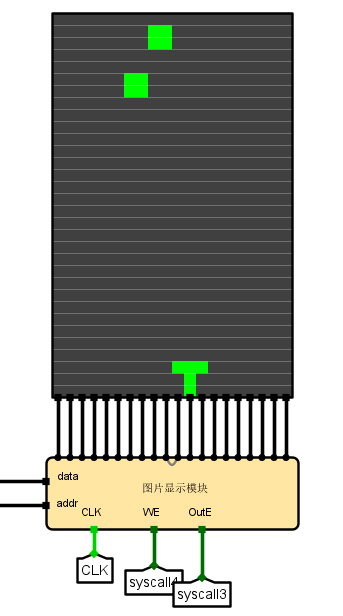 data
图片显示模块
addr
CLK WE OutE
CLK
syscall4
syscall3